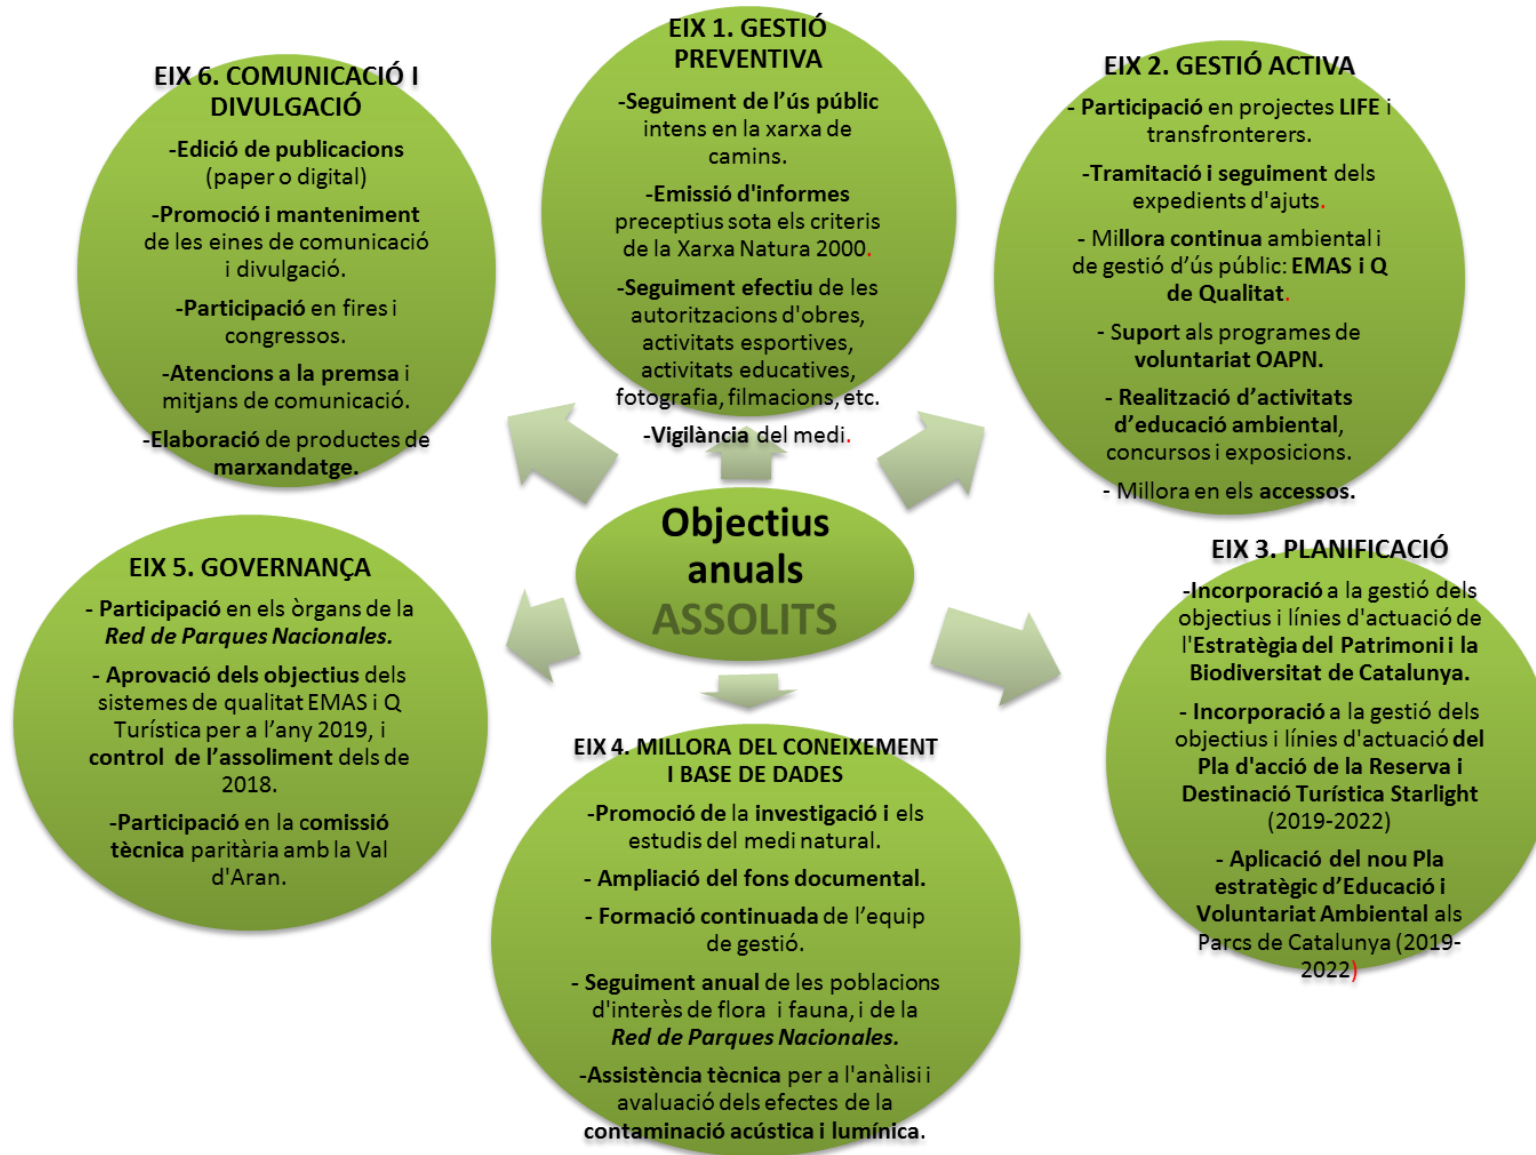 EIX 1. GESTIÓ
PREVENTIVA
-Seguiment de l’ús públic
intens en la xarxa de
camins.
-Emissió d'informes
preceptius sota els criteris
de la Xarxa Natura 2000.
-Seguiment efectiu de les
autoritzacions d'obres,
activitats esportives,
activitats educatives,
fotografia, filmacions, etc.
-Vigilància del medi.
EIX 2. GESTIÓ ACTIVA
- Participació en projectes LIFE i
transfronterers.
-Tramitació i seguiment dels
expedients d'ajuts.
- Millora continua ambiental i
de gestió d’ús públic: EMAS i Q
de Qualitat.
- Suport als programes de
voluntariat OAPN.
- Realització d’activitats
d’educació ambiental,
concursos i exposicions.
- Millora en els accessos.
EIX 3. PLANIFICACIÓ
-Incorporació a la gestió dels
objectius i línies d'actuació de
l'Estratègia del Patrimoni i la
Biodiversitat de Catalunya.
- Incorporació a la gestió dels
objectius i línies d'actuació del
Pla d'acció de la Reserva i
Destinació Turística Starlight
(2019-2022)
- Aplicació del nou Pla
estratègic d’Educació i
Voluntariat Ambiental als
Parcs de Catalunya (2019-
2022)
EIX 4. MILLORA DEL CONEIXEMENT
I BASE DE DADES
-Promoció de la investigació i els
estudis del medi natural.
- Ampliació del fons documental.
- Formació continuada de l’equip
de gestió.
- Seguiment anual de les poblacions
d'interès de flora i fauna, i de la
Red de Parques Nacionales.
-Assistència tècnica per a l'anàlisi i
avaluació dels efectes de la
contaminació acústica i lumínica.
EIX 5. GOVERNANÇA
- Participació en els òrgans de la
Red de Parques Nacionales.
- Aprovació dels objectius dels
sistemes de qualitat EMAS i Q
Turística per a l’any 2019, i
control de l’assoliment dels de
2018.
-Participació en la comissió
tècnica paritària amb la Val
d'Aran.
EIX 6. COMUNICACIÓ I
DIVULGACIÓ
-Edició de publicacions
(paper o digital)
-Promoció i manteniment
de les eines de comunicació
i divulgació.
-Participació en fires i
congressos.
-Atencions a la premsa i
mitjans de comunicació.
-Elaboració de productes de
marxandatge.
Objectius
anuals
ASSOLITS